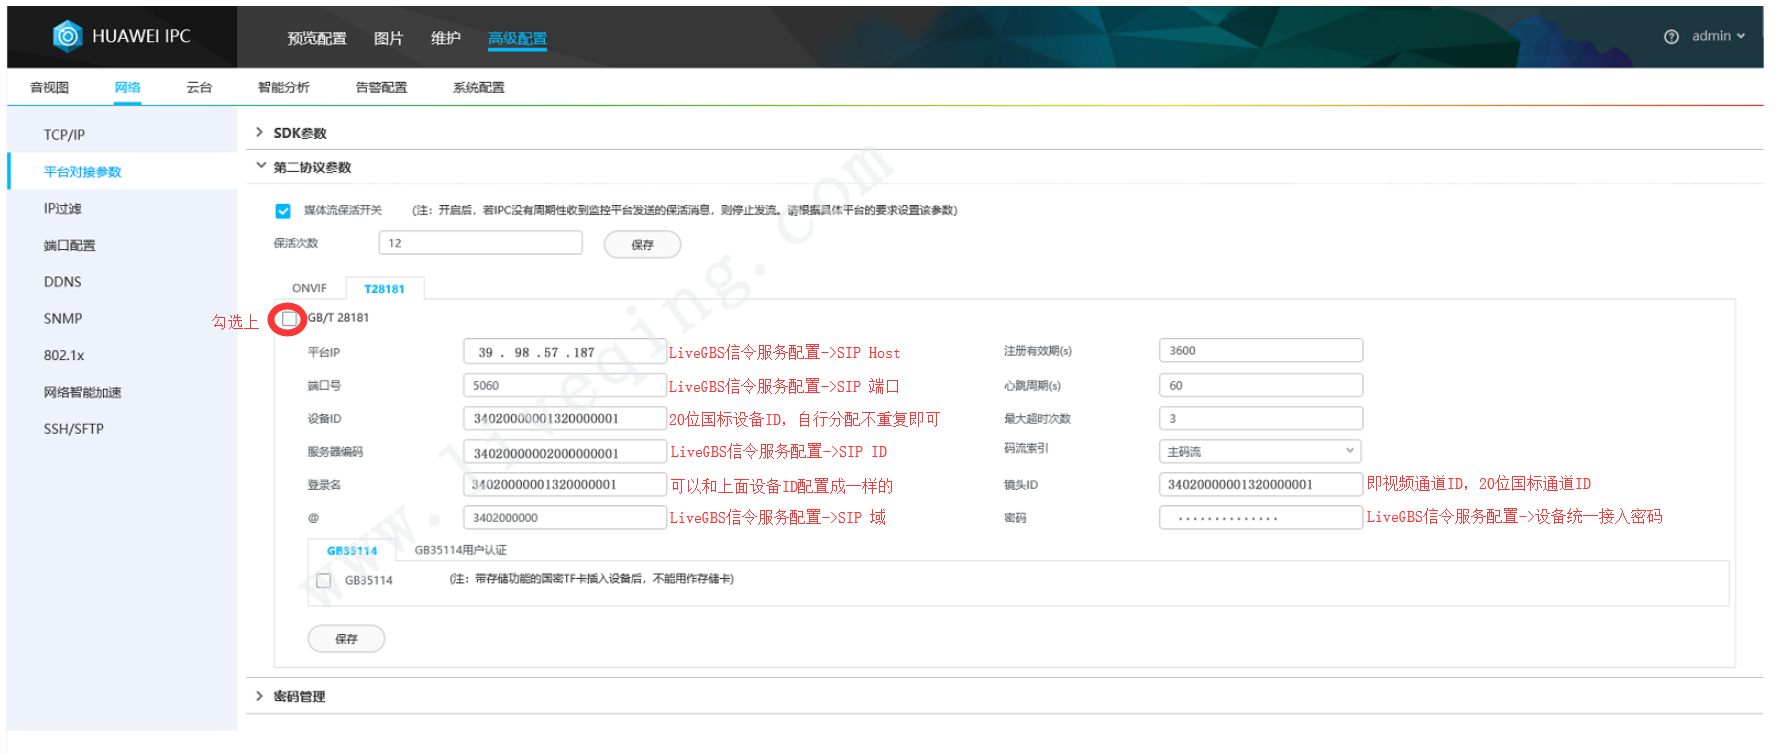 HUAWEI IPC
预览配置 图片 维护 高级配置
admin
音视图 网络 云台 智能分析 告警配置 系统配置
TCP/IP
平台对接参数
IP过滤
端口配置
DDNS
SNMP
802.1x
网络智能加速
SSH/SFTP
SDK参数
第二协议参数
媒体流保活开关 (注：开启后，若IPC没有周期性收到监控平台发送的保活消息，则停止发流。请根据具体平台的要求设置该参数)
保活次数 12 保存
ONVIF T28181
勾选上 GB/T 28181
平台IP 39 . 98 .57 .187 LiveGBS信令服务配置->SIP Host 注册有效期(s) 3600
端口号 5060 LiveGBS信令服务配置->SIP 端口 心跳周期(s) 60
设备ID 34020000001320000001 20位国标设备ID，自行分配不重复即可 最大超时次数 3
服务器编码 34020000002000000001 LiveGBS信令服务配置->SIP ID 码流索引 主码流
登录名 34020000001320000001 可以和上面设备ID配置成一样的 镜头ID 34020000001320000001 即视频通道ID，20位国标通道ID
@ 3402000000 LiveGBS信令服务配置->SIP 域 密码 ·············· LiveGBS信令服务配置->设备统一接入密码
GB35114 GB35114用户认证
GB35114 (注：带存储功能的国密TF卡插入设备后，不能用作存储卡)
保存
密码管理
www.liveqing.com